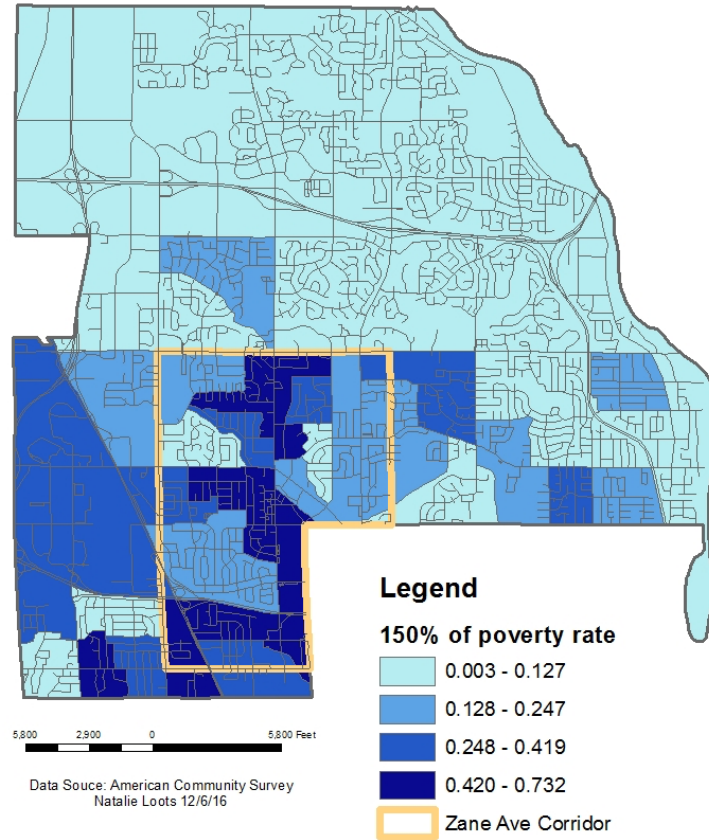 Legend
150% of poverty rate
0.003 - 0.127
0.128 - 0.247
0.248 - 0.419
0.420 - 0.732
Zane Ave Corridor
5,800 2,900 0 5,800 Feet
Data Souce: American Community Survey
Natalie Loots 12/6/16